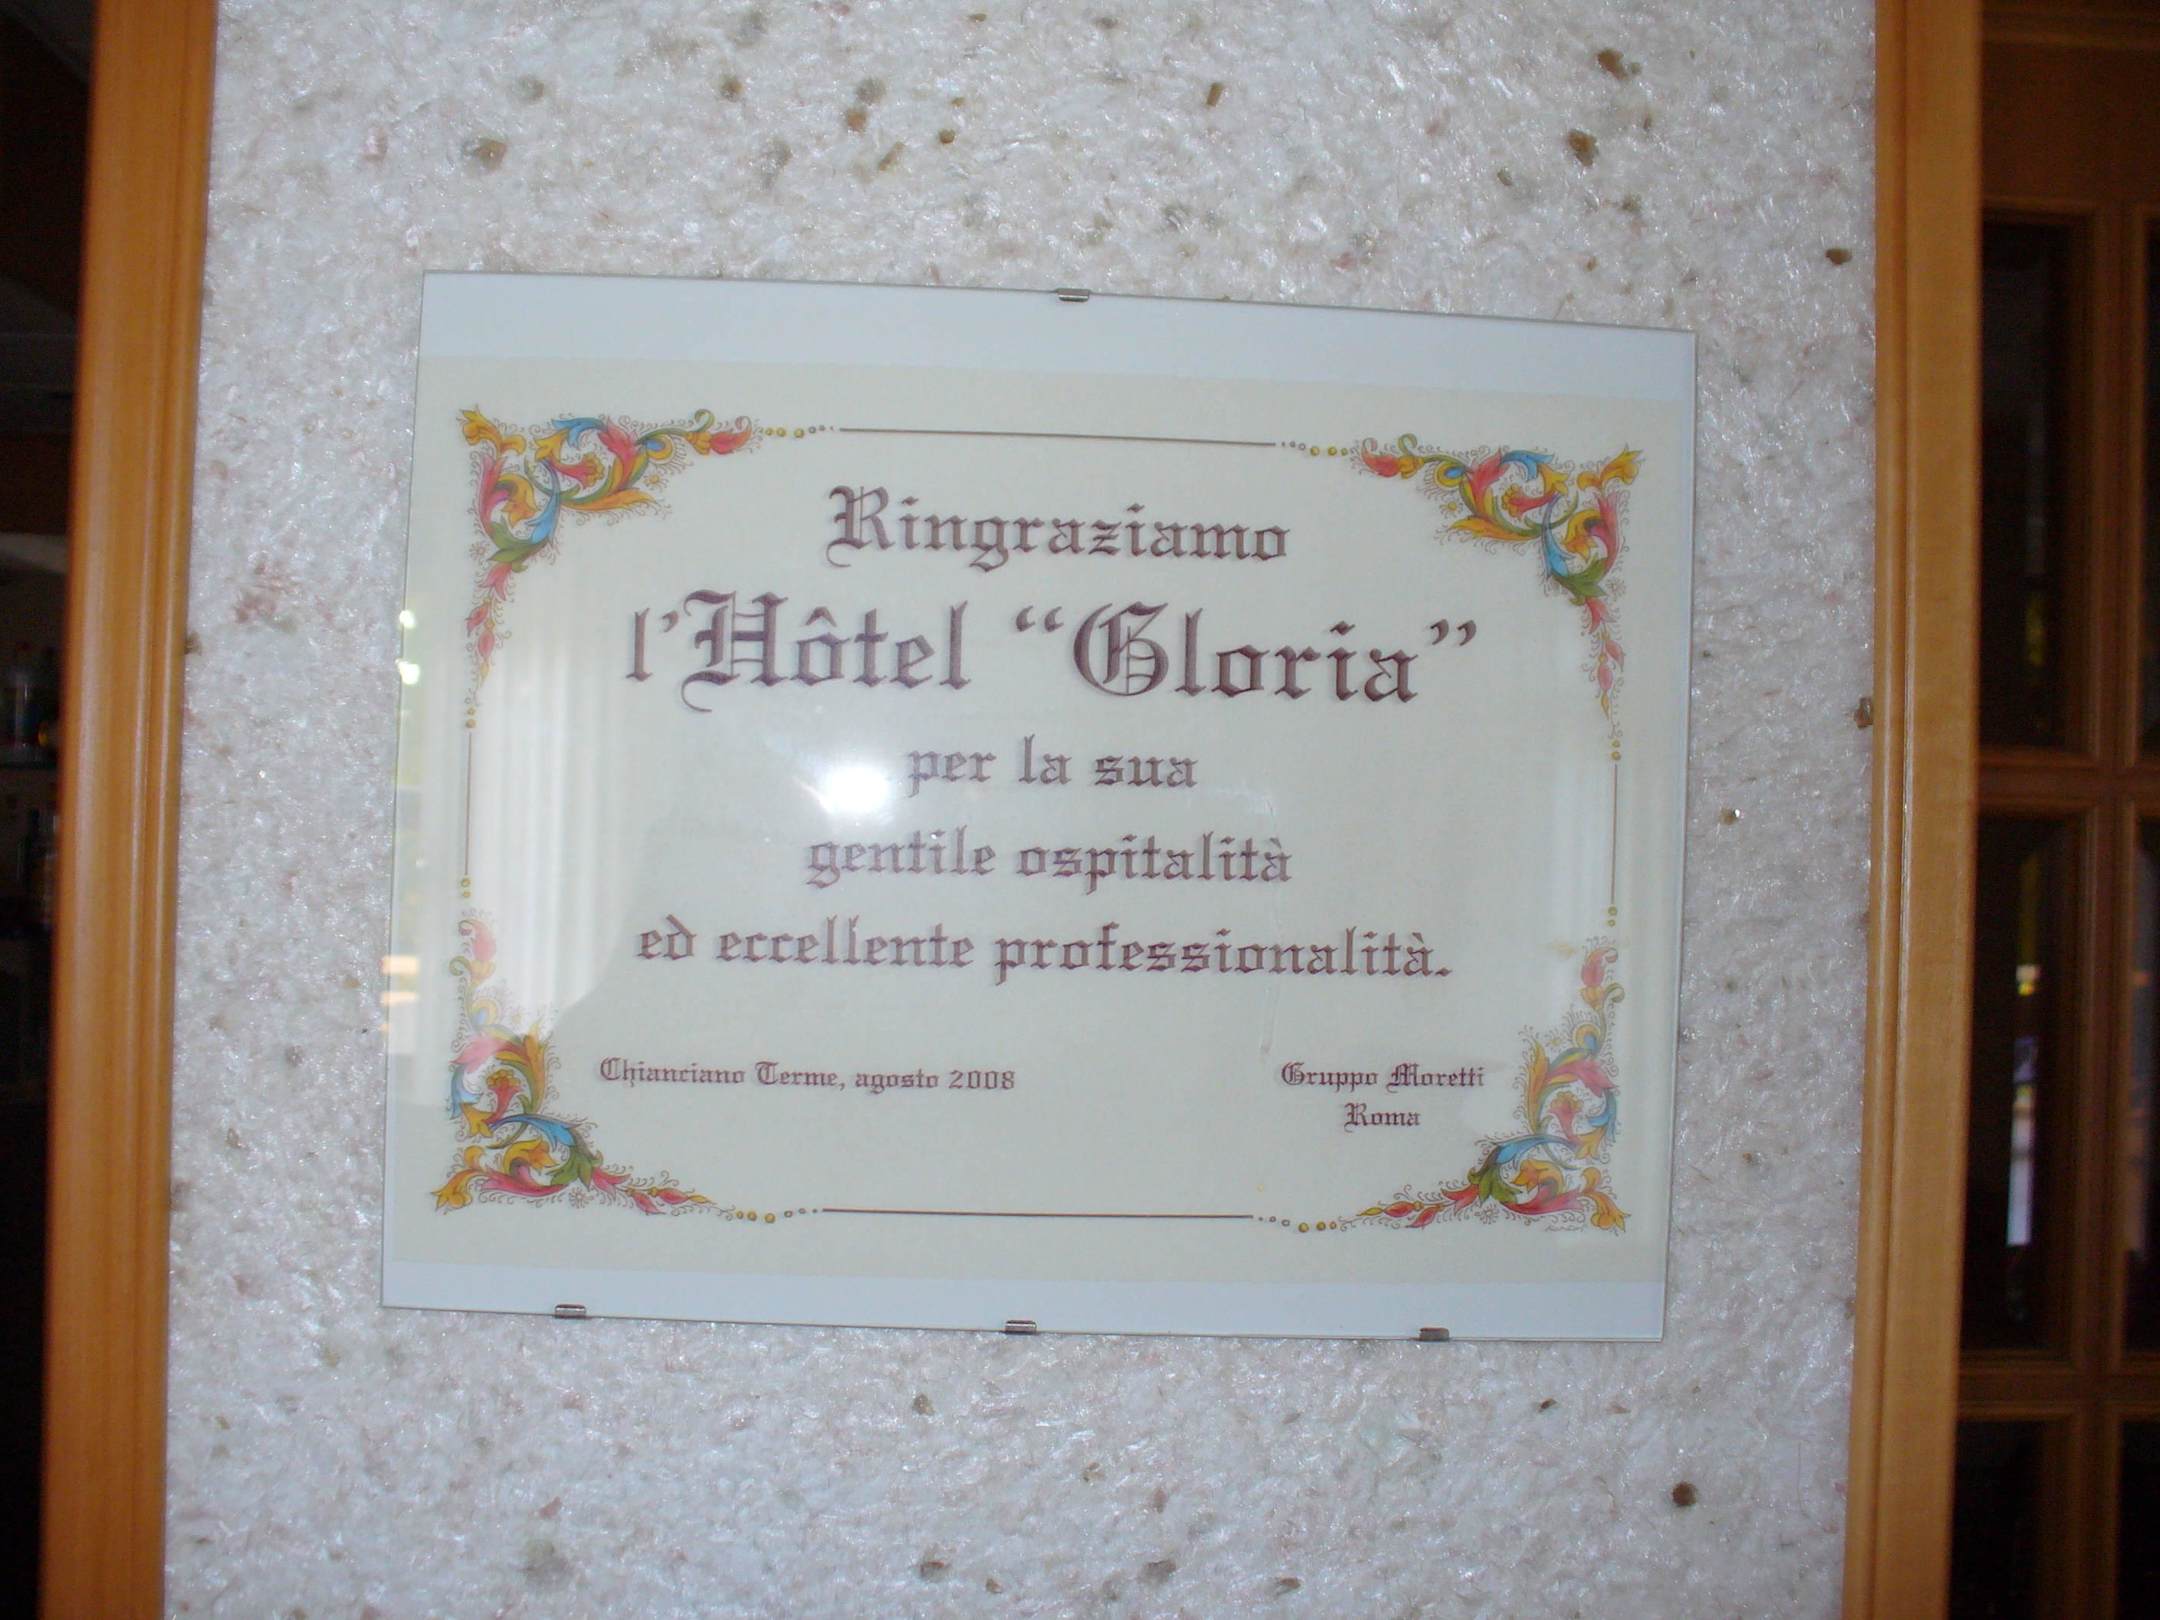 Ringraziamo
l'Hôtel “Gloria”
per la sua
gentile ospitalità
ed eccellente professionalità.
Chianciano Terme, agosto 2008
Gruppo Moretti
Roma